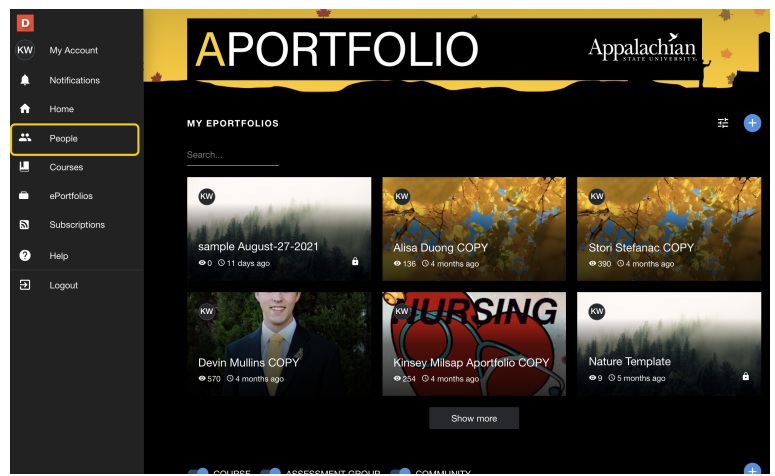 D
KW My Account
Notifications
Home
People
Courses
ePortfolios
Subscriptions
Help
Logout
APORTFOLIO
Appalachian
STATE UNIVERSITY.
MY EPORTFOLIOS
Search...
KW
sample August-27-2021
0 11 days ago
KW
Alisa Duong COPY
136 4 months ago
KW
Stori Stefanac COPY
390 4 months ago
KW
Devin Mullins COPY
570 4 months ago
NURSING
KW
Kinsey Milsap Aportfolio COPY
254 4 months ago
KW
Nature Template
9 5 months ago
Show more
COURSE ASSESSMENT GROUP COMMUNITY